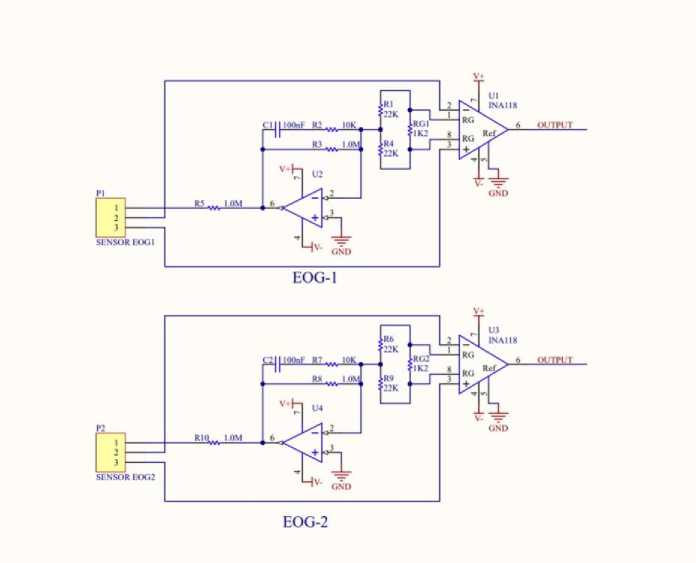 V+
U1
INA118
7
2
1
RG
RG
8
3
Ref
6
OUTPUT
4
5
V-
GND
R1
22K
RG1
1K2
R4
22K
C1 100nF R2 10K
R3 1.0M
V+
7
U2
2
3
6
4
V-
GND
P1
1
2
3
SENSOR EOG1
R5 1.0M
EOG-1
V+
U3
INA118
7
2
1
RG
RG
8
3
Ref
6
OUTPUT
4
5
V-
GND
R6
22K
RG2
1K2
R9
22K
C2 100nF R7 10K
R8 1.0M
V+
7
U4
2
3
6
4
V-
GND
P2
1
2
3
SENSOR EOG2
R10 1.0M
EOG-2